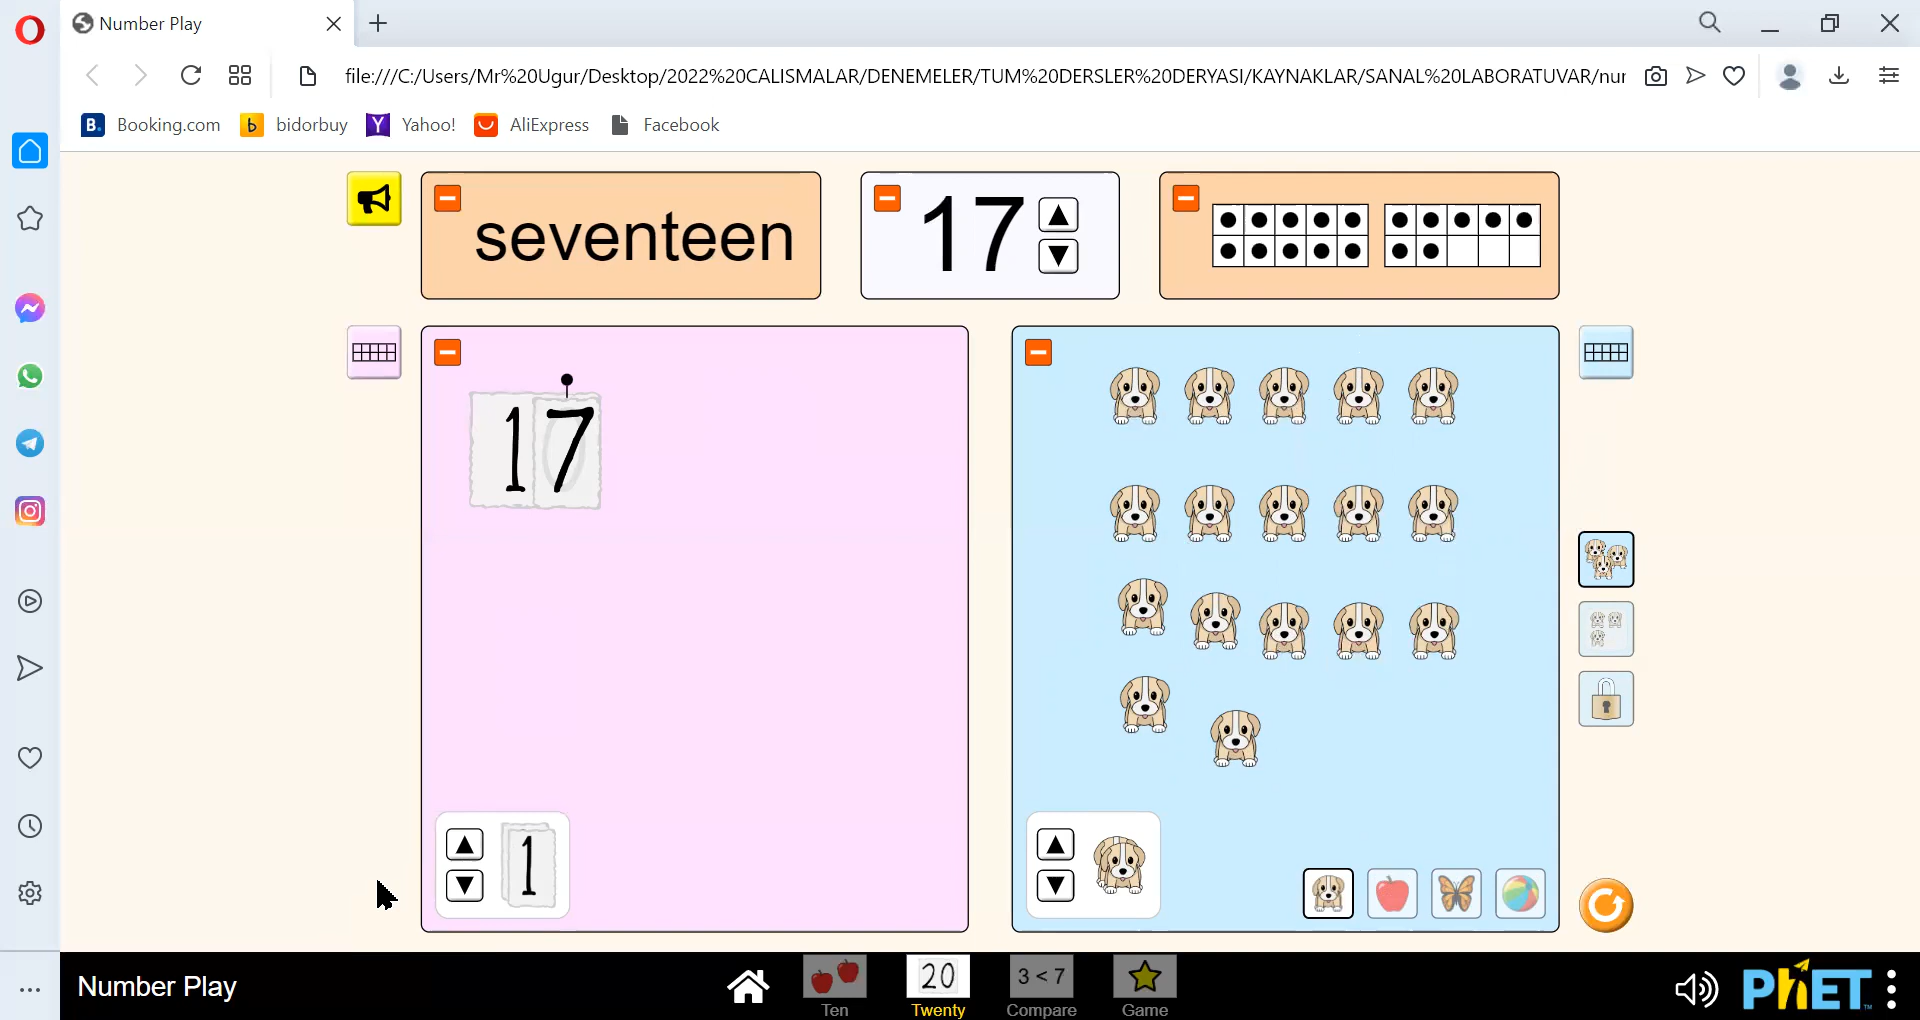 Number Play
file:///C:/Users/Mr%20Ugur/Desktop/2022%20CALISMALAR/DENEMELER/TUM%20DERSLER%20DERYASI/KAYNAKLAR/SANAL%20LABORATUVAR/nur
B. Booking.com b bidorbuy Y Yahoo! AliExpress Facebook
seventeen
17
17
1
Number Play
20
3 < 7
Ten
Twenty
Compare
Game
PhET